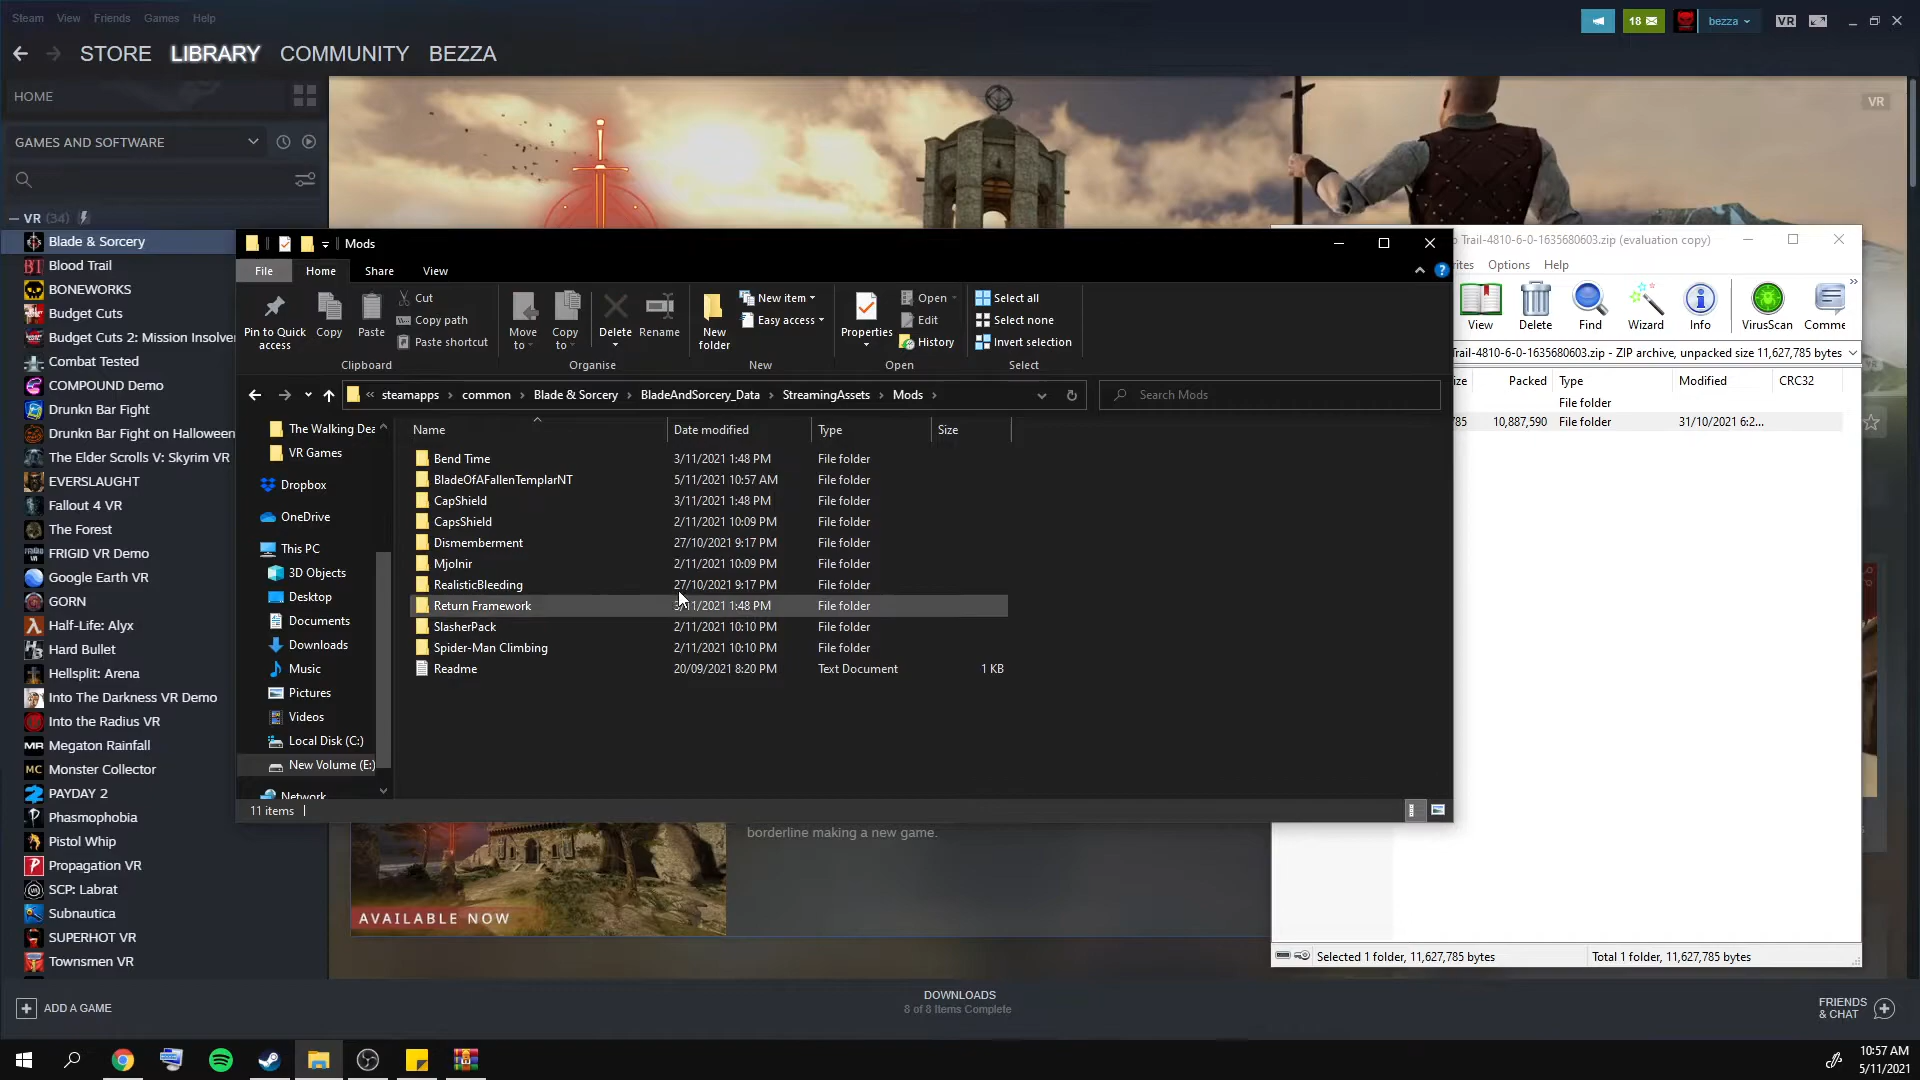 Steam View Friends Games Help
18
bezza
VR
STORE LIBRARY COMMUNITY BEZZA
HOME
GAMES AND SOFTWARE
VR (34)
Blade & Sorcery
Blood Trail
BONEWORKS
Budget Cuts
Budget Cuts 2: Mission Insolven
Combat Tested
COMPOUND Demo
Drunkn Bar Fight
Drunkn Bar Fight on Halloween
The Elder Scrolls V: Skyrim VR
EVERSLAUGHT
Fallout 4 VR
The Forest
FRIGID VR Demo
Google Earth VR
GORN
Half-Life: Alyx
Hard Bullet
Hellsplit: Arena
Into The Darkness VR Demo
Into the Radius VR
Megaton Rainfall
Monster Collector
PAYDAY 2
Phasmophobia
Pistol Whip
Propagation VR
SCP: Labrat
Subnautica
SUPERHOT VR
Townsmen VR
ADD A GAME
VR
Mods
File Home Share View
Pin to Quick access
Copy
Paste
Cut
Copy path
Paste shortcut
Clipboard
Move to
Copy to
Delete
Rename
Organise
New folder
New item
Easy access
New
Properties
Open
Edit
History
Open
Select all
Select none
Invert selection
Select
« steamapps › common › Blade & Sorcery › BladeAndSorcery_Data › StreamingAssets › Mods ›
Search Mods
The Walking Dea
VR Games
Dropbox
OneDrive
This PC
3D Objects
Desktop
Documents
Downloads
Music
Pictures
Videos
Local Disk (C:)
New Volume (E:)
Network
Name Date modified Type Size
Bend Time 3/11/2021 1:48 PM File folder
BladeOfAFallenTemplarNT 5/11/2021 10:57 AM File folder
CapShield 3/11/2021 1:48 PM File folder
CapsShield 2/11/2021 10:09 PM File folder
Dismemberment 27/10/2021 9:17 PM File folder
Mjolnir 2/11/2021 10:09 PM File folder
RealisticBleeding 27/10/2021 9:17 PM File folder
Return Framework 3/11/2021 1:48 PM File folder
SlasherPack 2/11/2021 10:10 PM File folder
Spider-Man Climbing 2/11/2021 10:10 PM File folder
Readme 20/09/2021 8:20 PM Text Document 1 KB
11 items
Trail-4810-6-0-1635680603.zip (evaluation copy)
Options Help
View Delete Find Wizard Info VirusScan Comme
rail-4810-6-0-1635680603.zip - ZIP archive, unpacked size 11,627,785 bytes
ize Packed Type Modified CRC32
File folder
785 10,887,590 File folder 31/10/2021 6:2...
Selected 1 folder, 11,627,785 bytes
Total 1 folder, 11,627,785 bytes
borderline making a new game.
AVAILABLE NOW
DOWNLOADS
8 of 8 Items Complete
FRIENDS
& CHAT
10:57 AM
5/11/2021